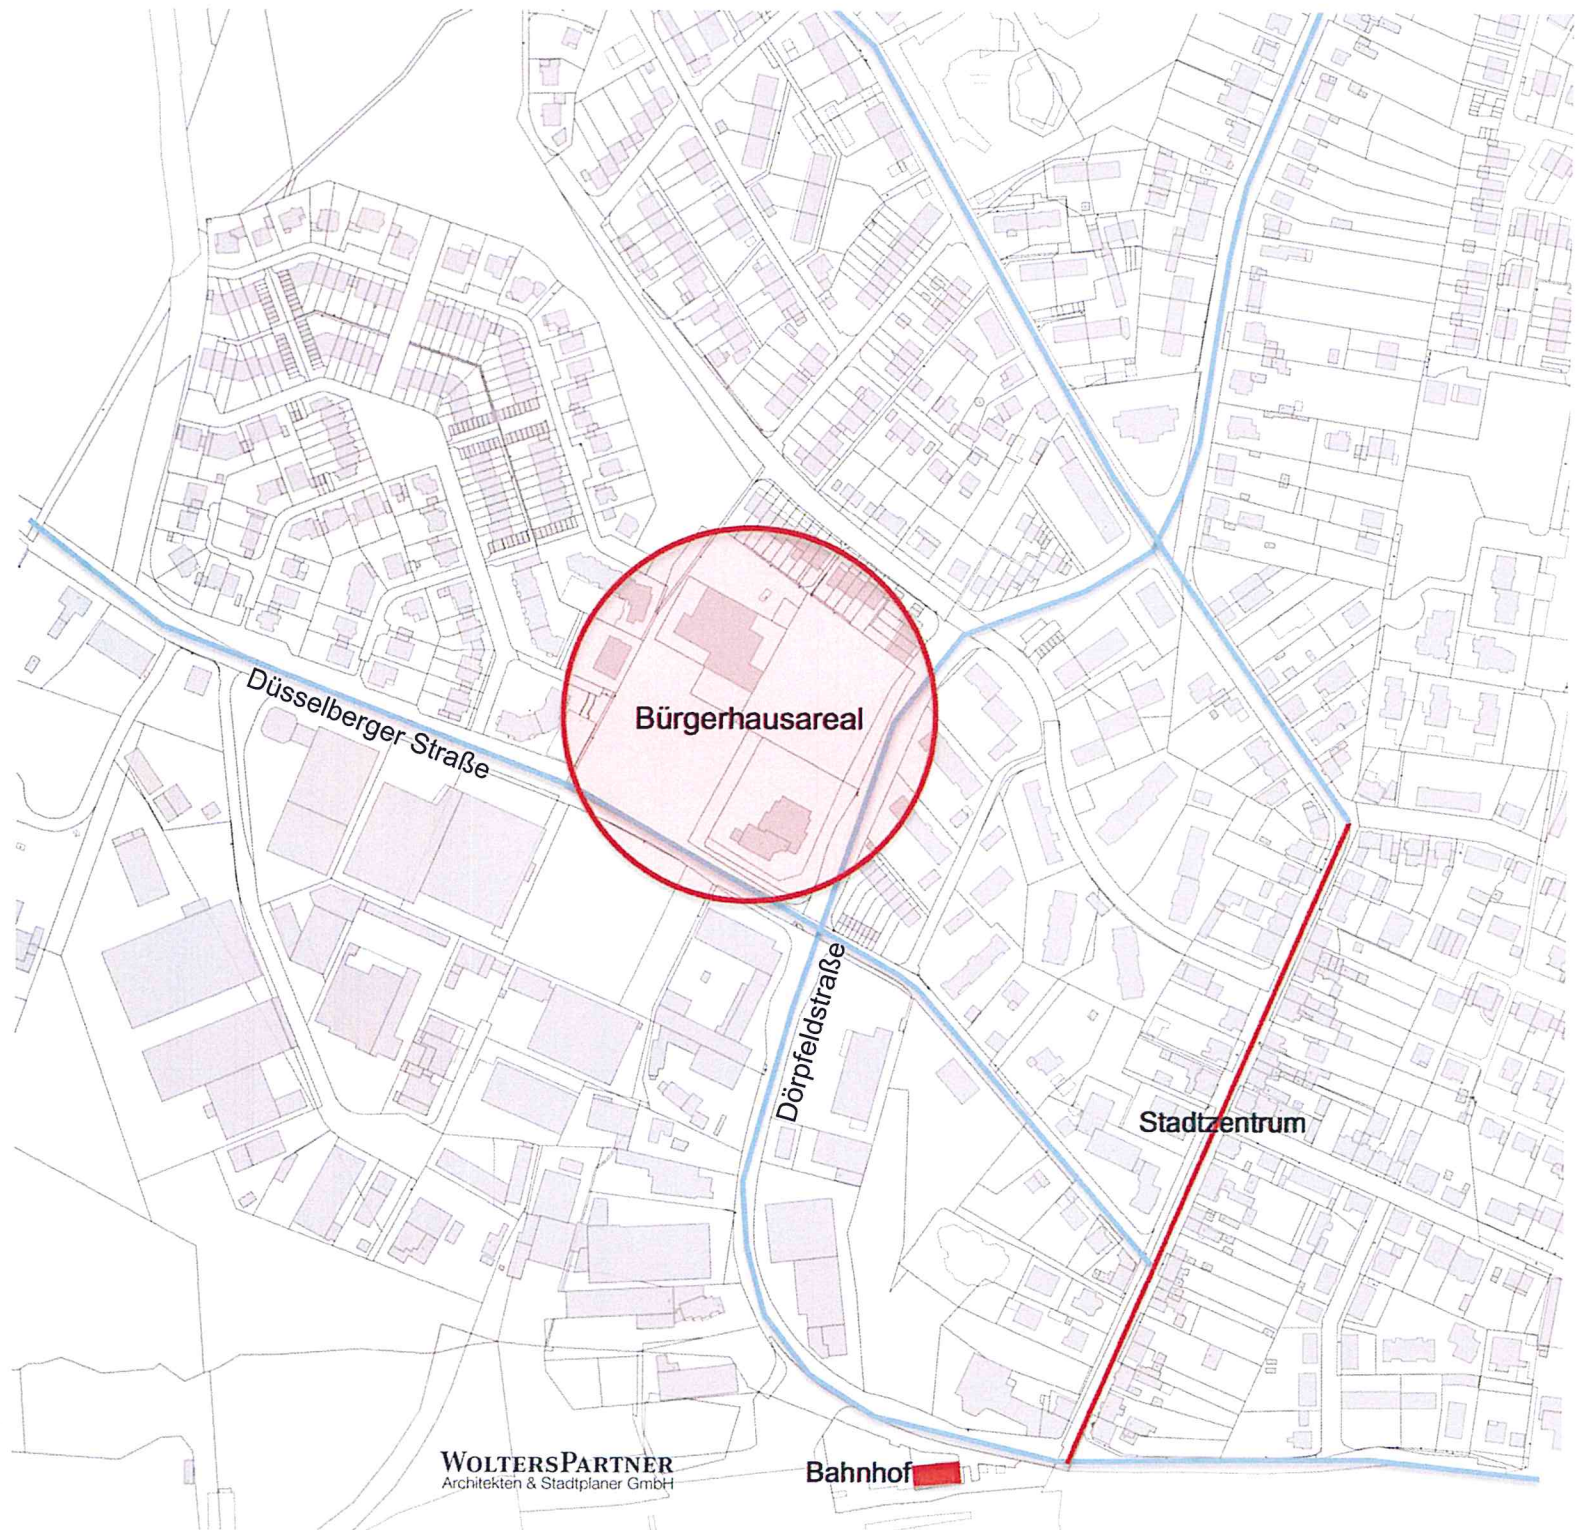 Düsselberger Straße
Bürgerhausareal
Dörpfeldstraße
Stadtzentrum
WOLTERSPARTNER
Architekten & Stadtplaner GmbH
Bahnhof